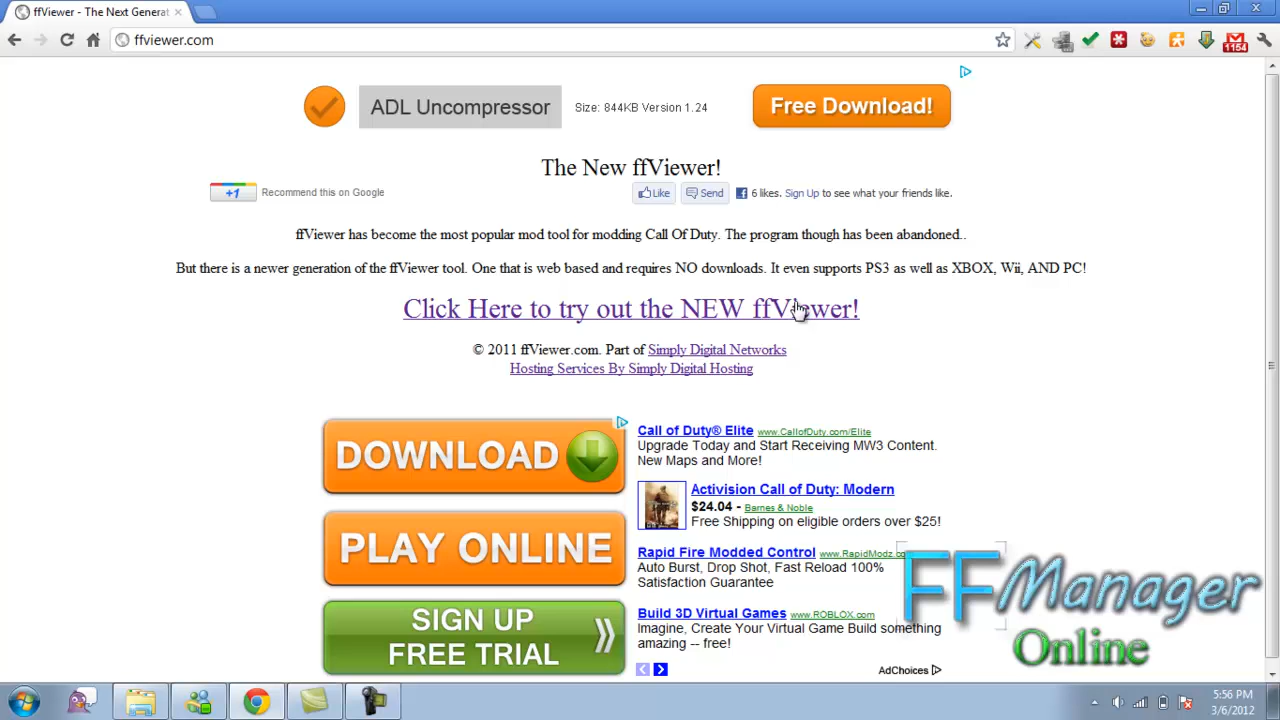 ffViewer - The Next Generat
ffviewer.com
1154
ADL Uncompressor
Size: 844KB Version 1.24
Free Download!
The New ffViewer!
+1
Recommend this on Google
Like
Send
6 likes. Sign Up to see what your friends like.
ffViewer has become the most popular mod tool for modding Call Of Duty. The program though has been abandoned..
But there is a newer generation of the ffViewer tool. One that is web based and requires NO downloads. It even supports PS3 as well as XBOX, Wii, AND PC!
Click Here to try out the NEW ffViewer!
© 2011 ffViewer.com. Part of Simply Digital Networks
Hosting Services By Simply Digital Hosting
DOWNLOAD
PLAY ONLINE
SIGN UP
FREE TRIAL
Call of Duty® Elite www.CallofDuty.com/Elite
Upgrade Today and Start Receiving MW3 Content.
New Maps and More!
Activision Call of Duty: Modern
$24.04 - Barnes & Noble
Free Shipping on eligible orders over $25!
Rapid Fire Modded Control www.RapidModz.co
Auto Burst, Drop Shot, Fast Reload 100%
Satisfaction Guarantee
Build 3D Virtual Games www.ROBLOX.com
Imagine, Create Your Virtual Game Build something
amazing -- free!
AdChoices
FFManager
Online
5:56 PM
3/6/2012